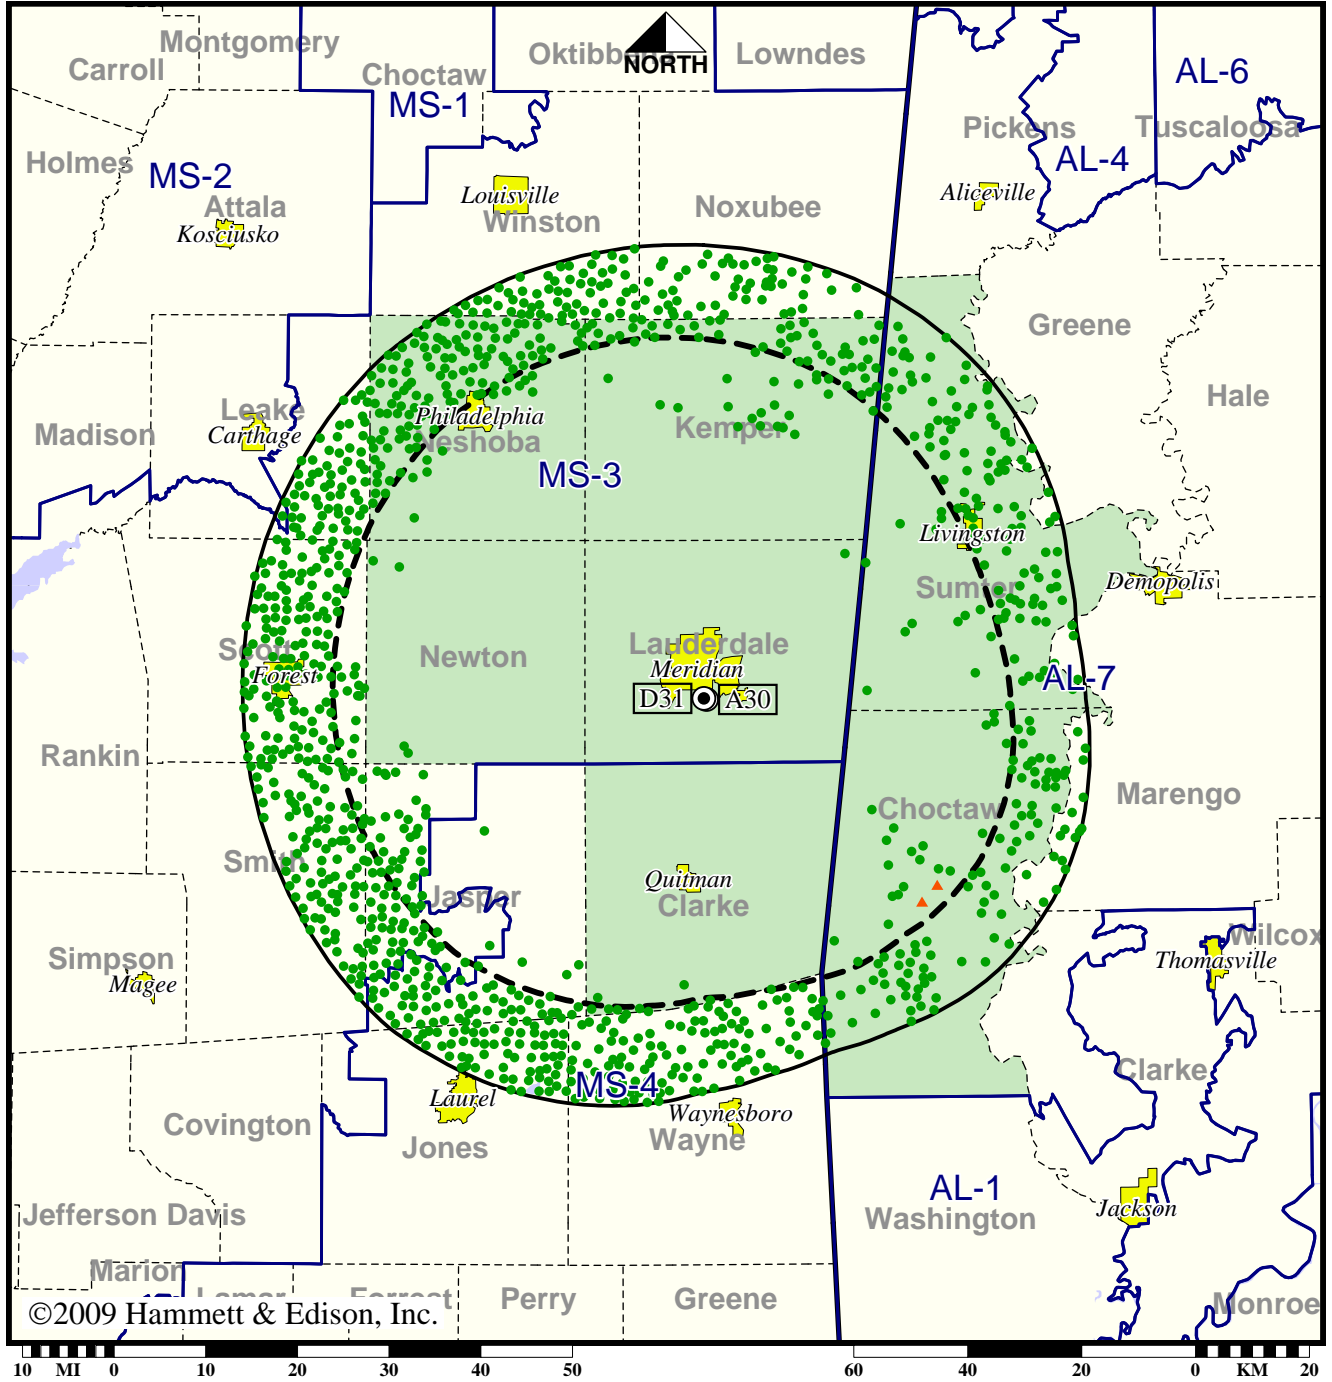 Montgomery
Carroll
Choctaw
MS-1
Oktibb
NORTH
Lowndes
AL-6
Pickens
Tuscaloosa
AL-4
Holmes
MS-2
Attala
Kosciusko
Louisville
Winston
Noxubee
Aliceville
Greene
Hale
Leake
Carthage
Madison
Philadelphia
Neshoba
Kemper
MS-3
Livingston
Sumter
Demopolis
Scott
Forest
Newton
Lauderdale
Meridian
D31
A30
AL-7
Rankin
Choctaw
Marengo
Smith
Jasper
Quitman
Clarke
Simpson
Magee
Wilcox
Thomasville
Clarke
MS-4
Laurel
Waynesboro
Covington
Jones
Wayne
AL-1
Washington
Jackson
Jefferson Davis
Marion
Lamar
Forrest
Perry
Greene
Monroe
©2009 Hammett & Edison, Inc.
10 MI 0 10 20 30 40 50
60 40 20 0 KM 20